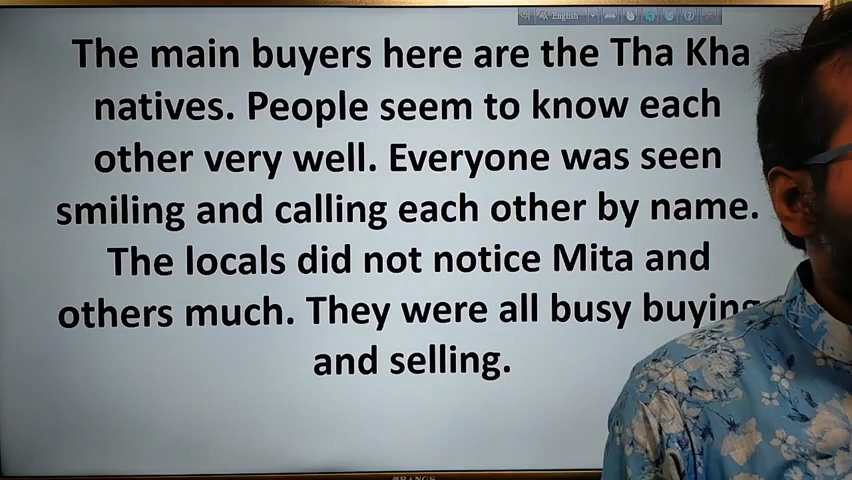 English
The main buyers here are the Tha Kha
natives. People seem to know each
other very well. Everyone was seen
smiling and calling each other by name.
The locals did not notice Mita and
others much. They were all busy buying
and selling.
RANGS